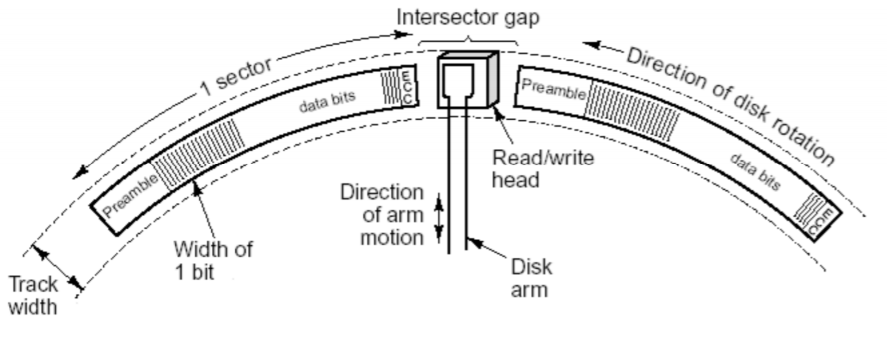 Intersector gap
1 sector
Direction of disk rotation
Preamble
data bits
ECC
Preamble
data bits
ECC
Read/write
head
Direction
of arm
motion
Width of
1 bit
Disk
arm
Track
width